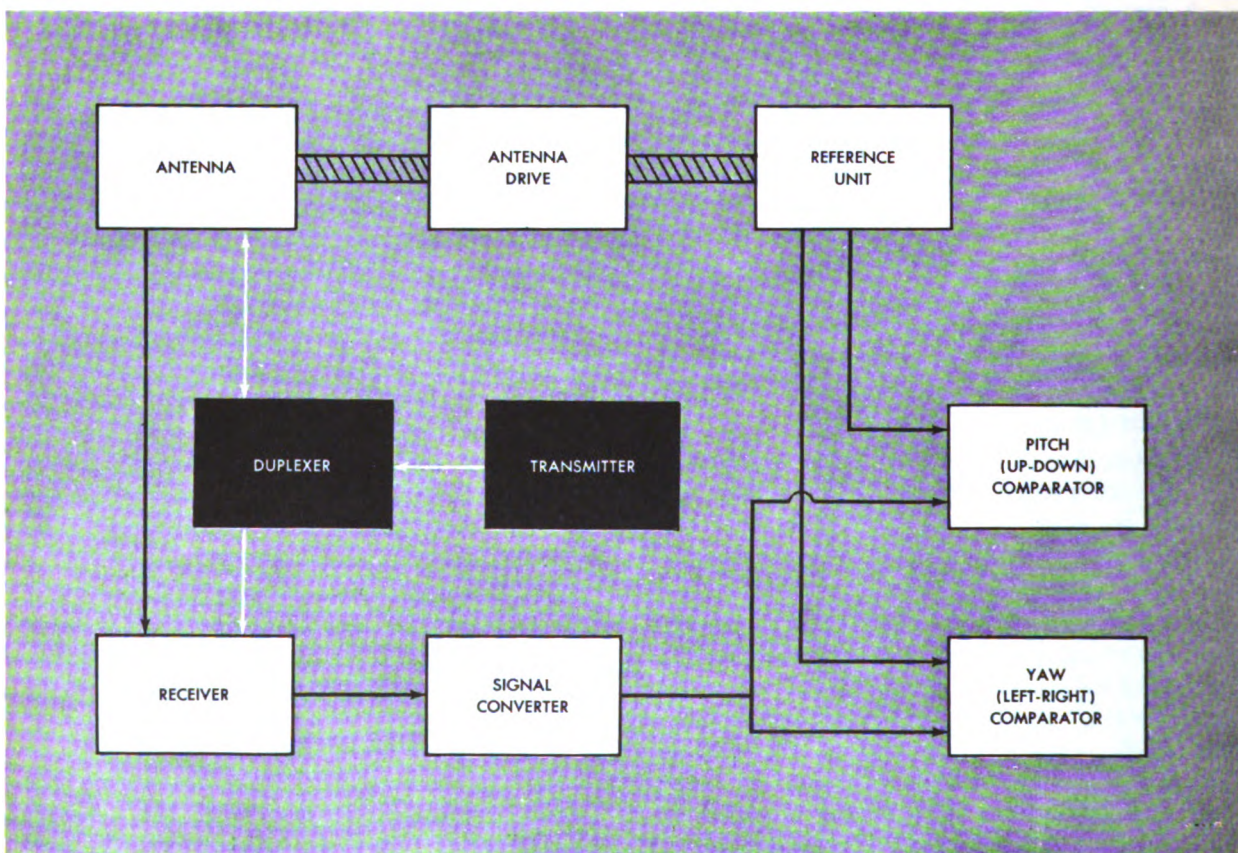 ANTENNA
ANTENNA
DRIVE
REFERENCE
UNIT
DUPLEXER
TRANSMITTER
PITCH
(UP-DOWN)
COMPARATOR
RECEIVER
SIGNAL
CONVERTER
YAW
(LEFT-RIGHT)
COMPARATOR